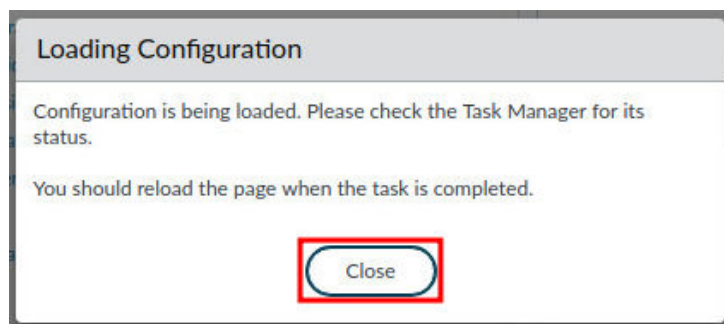 Loading Configuration
Configuration is being loaded. Please check the Task Manager for its
status.
You should reload the page when the task is completed.
Close